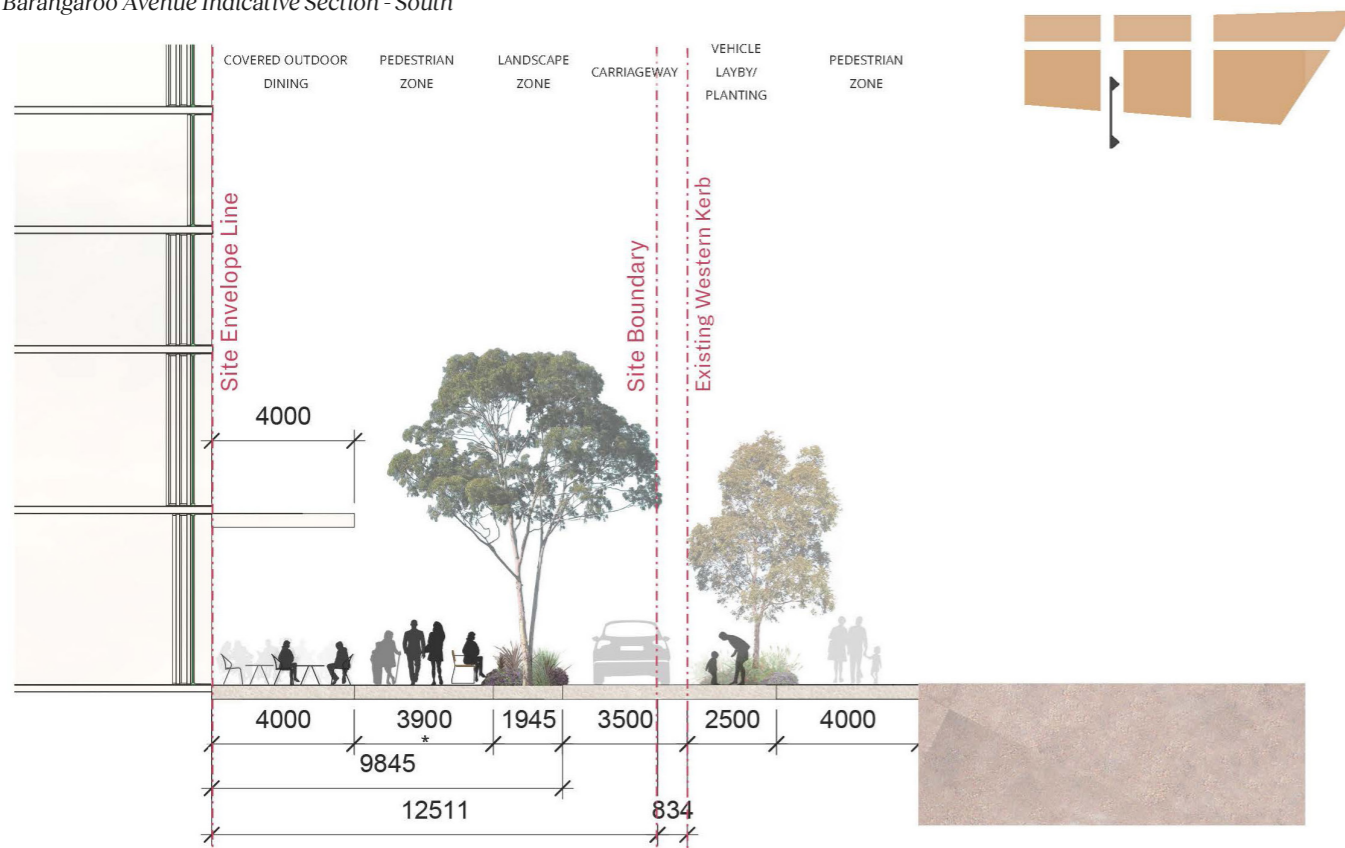 Barangaroo Avenue Indicative Section - South
COVERED OUTDOOR
DINING
PEDESTRIAN
ZONE
LANDSCAPE
ZONE
CARRIAGEWAY
VEHICLE
LAYBY/
PLANTING
PEDESTRIAN
ZONE
Site Envelope Line
Site Boundary
Existing Western Kerb
4000
4000
3900
*
1945
3500
2500
4000
9845
12511
834